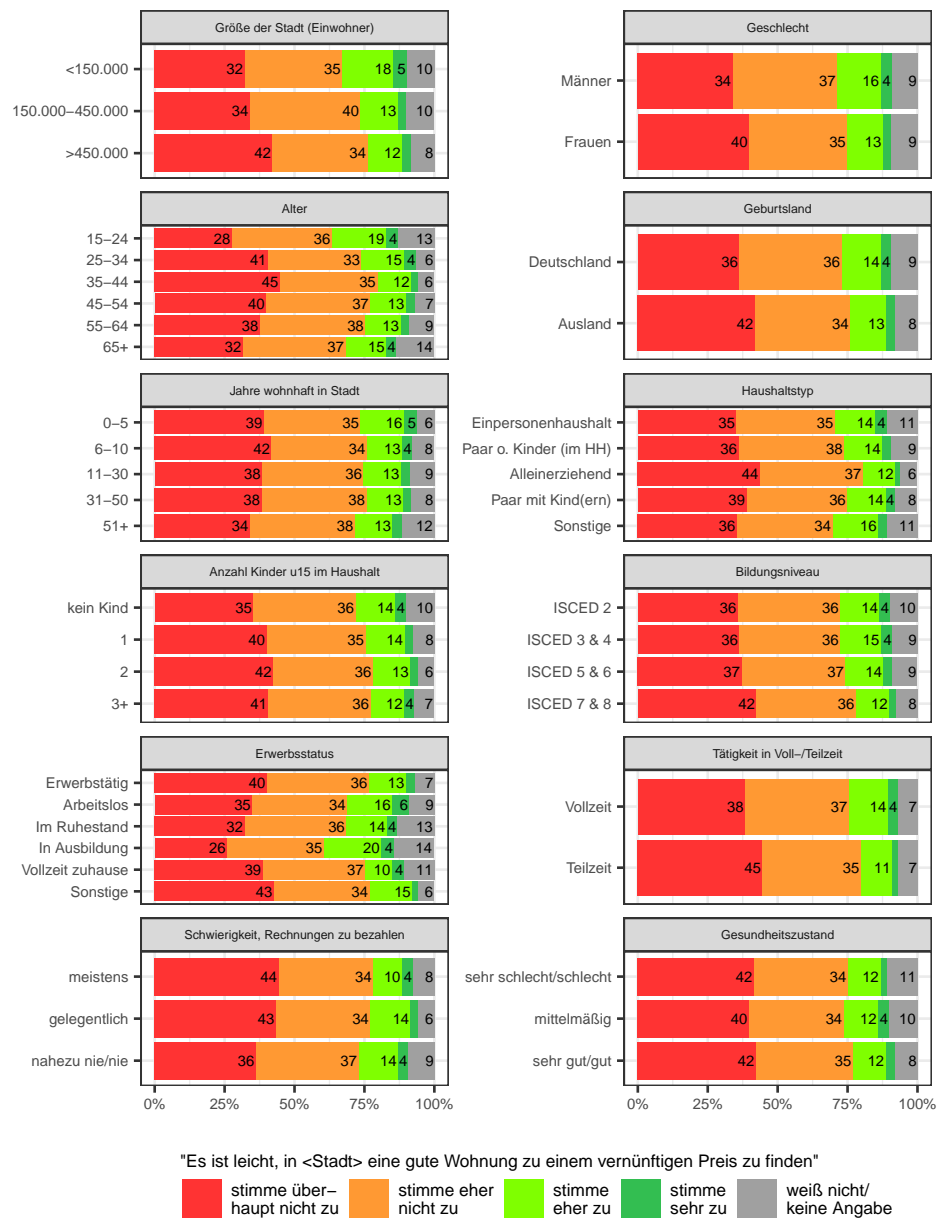 Größe der Stadt (Einwohner)
<150.000 32 35 18 5 10
150.000–450.000 34 40 13 10
>450.000 42 34 12 8
Geschlecht
Männer 34 37 16 4 9
Frauen 40 35 13 9
Alter
15–24 28 36 19 4 13
25–34 41 33 15 4 6
35–44 45 35 12 6
45–54 40 37 13 7
55–64 38 38 13 9
65+ 32 37 15 4 14
Geburtsland
Deutschland 36 36 14 4 9
Ausland 42 34 13 8
Jahre wohnhaft in Stadt
0–5 39 35 16 5 6
6–10 42 34 13 4 8
11–30 38 36 13 9
31–50 38 38 13 8
51+ 34 38 13 12
Haushaltstyp
Einpersonenhaushalt 35 35 14 4 11
Paar o. Kinder (im HH) 36 38 14 9
Alleinerziehend 44 37 12 6
Paar mit Kind(ern) 39 36 14 4 8
Sonstige 36 34 16 11
Anzahl Kinder u15 im Haushalt
kein Kind 35 36 14 4 10
1 40 35 14 8
2 42 36 13 6
3+ 41 36 12 4 7
Bildungsniveau
ISCED 2 36 36 14 4 10
ISCED 3 & 4 36 36 15 4 9
ISCED 5 & 6 37 37 14 9
ISCED 7 & 8 42 36 12 8
Erwerbsstatus
Erwerbstätig 40 36 13 7
Arbeitslos 35 34 16 6 9
Im Ruhestand 32 36 14 4 13
In Ausbildung 26 35 20 4 14
Vollzeit zuhause 39 37 10 4 11
Sonstige 43 34 15 6
Tätigkeit in Voll–/Teilzeit
Vollzeit 38 37 14 4 7
Teilzeit 45 35 11 7
Schwierigkeit, Rechnungen zu bezahlen
meistens 44 34 10 4 8
gelegentlich 43 34 14 6
nahezu nie/nie 36 37 14 4 9
0% 25% 50% 75% 100%
Gesundheitszustand
sehr schlecht/schlecht 42 34 12 11
mittelmäßig 40 34 12 4 10
sehr gut/gut 42 35 12 8
0% 25% 50% 75% 100%
"Es ist leicht, in <Stadt> eine gute Wohnung zu einem vernünftigen Preis zu finden"
stimme über–
haupt nicht zu
stimme eher
nicht zu
stimme
eher zu
stimme
sehr zu
weiß nicht/
keine Angabe